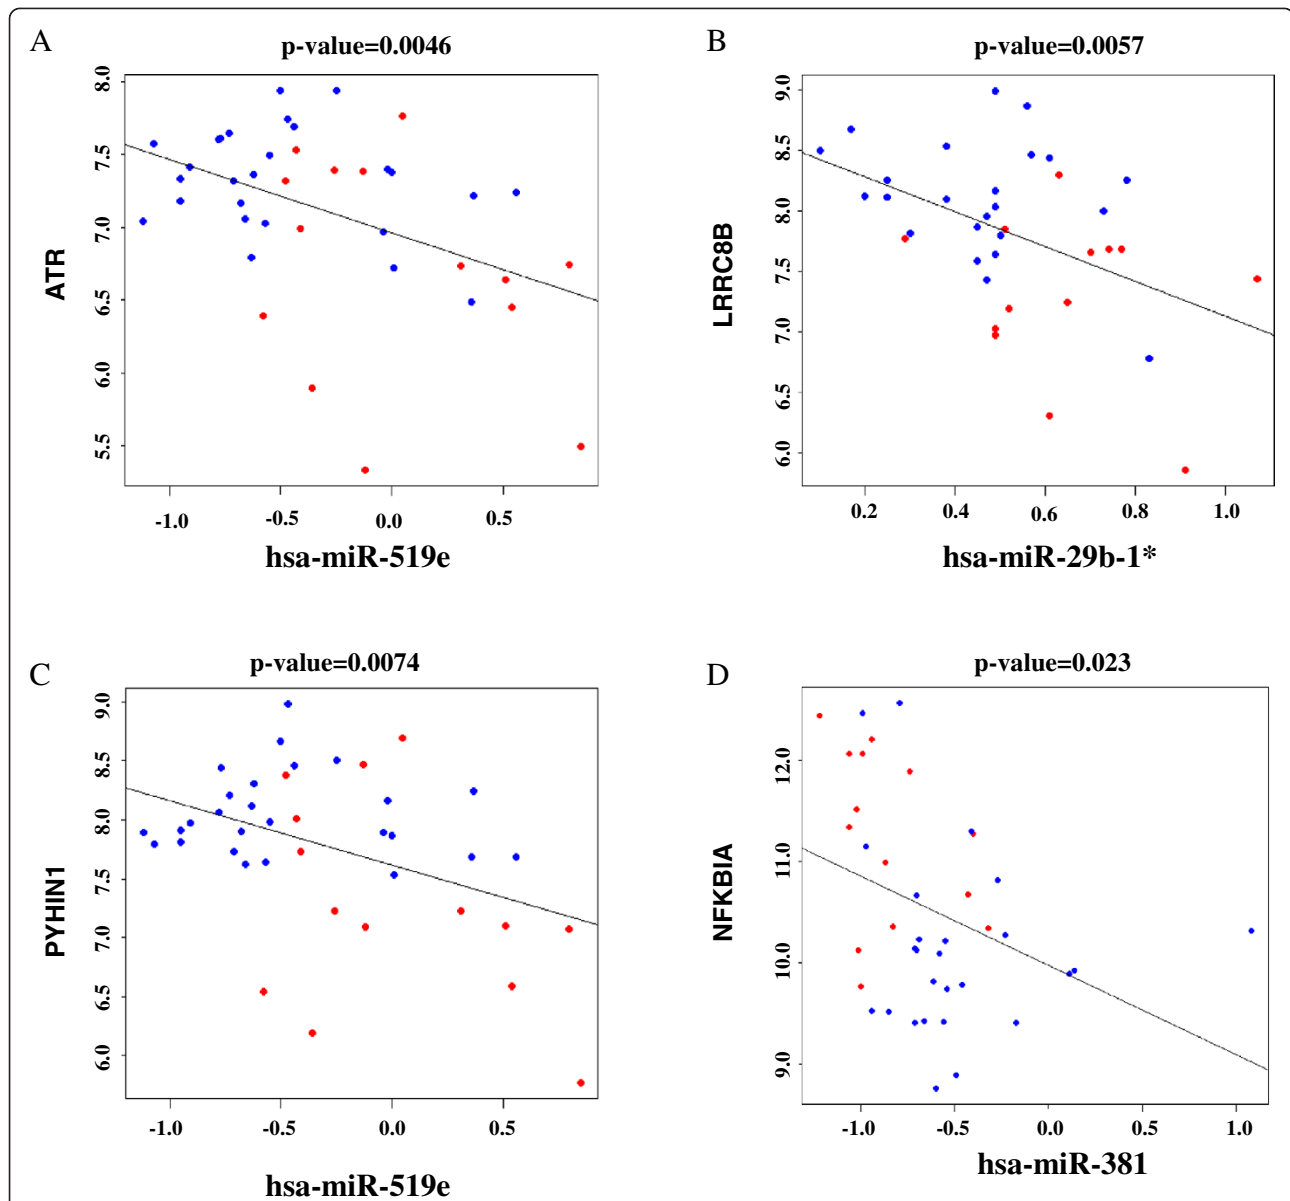 A
p-value=0.0046
8.0
7.5
7.0
6.5
6.0
5.5
ATR
-1.0
-0.5
0.0
0.5
hsa-miR-519e
B
p-value=0.0057
9.0
8.5
8.0
7.5
7.0
6.5
6.0
LRRC8B
0.2
0.4
0.6
0.8
1.0
hsa-miR-29b-1*
C
p-value=0.0074
9.0
8.5
8.0
7.5
7.0
6.5
6.0
PYHIN1
-1.0
-0.5
0.0
0.5
hsa-miR-519e
D
p-value=0.023
12.0
11.0
10.0
9.0
NFKBIA
-1.0
-0.5
0.0
0.5
1.0
hsa-miR-381